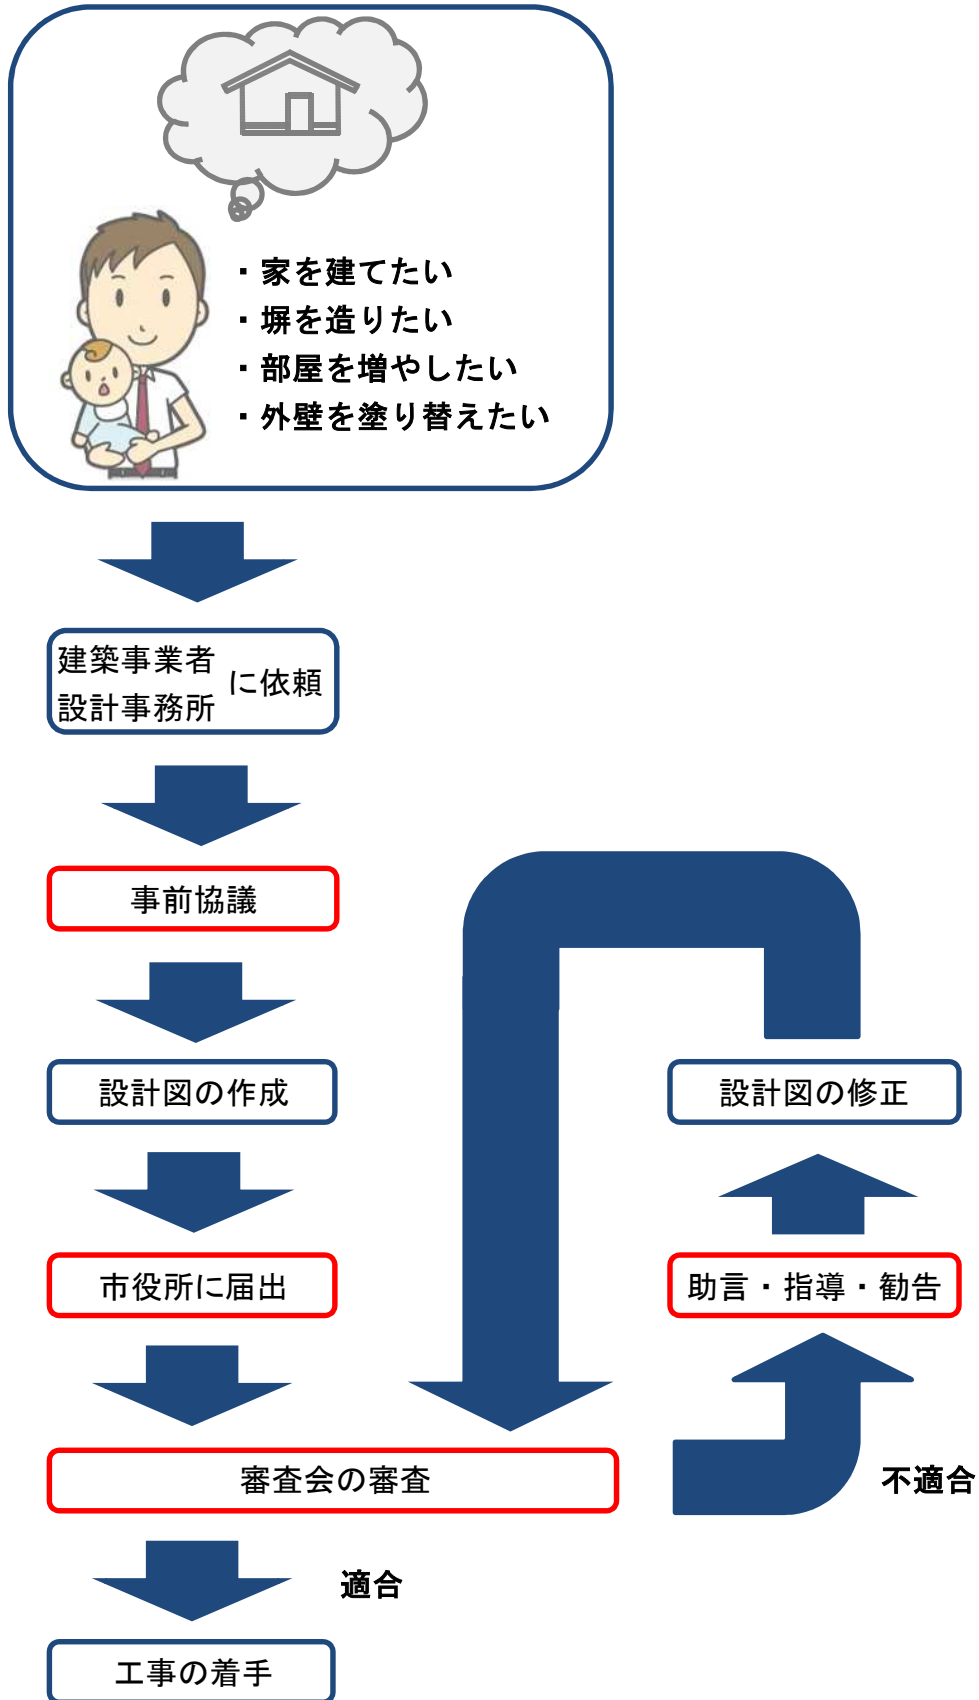 ・家を建てたい
・塀を造りたい
・部屋を増やしたい
・外壁を塗り替えたい
建築事業者
設計事務所
に依頼
事前協議
設計図の作成
市役所に届出
審査会の審査
不適合
助言・指導・勧告
設計図の修正
適合
工事の着手